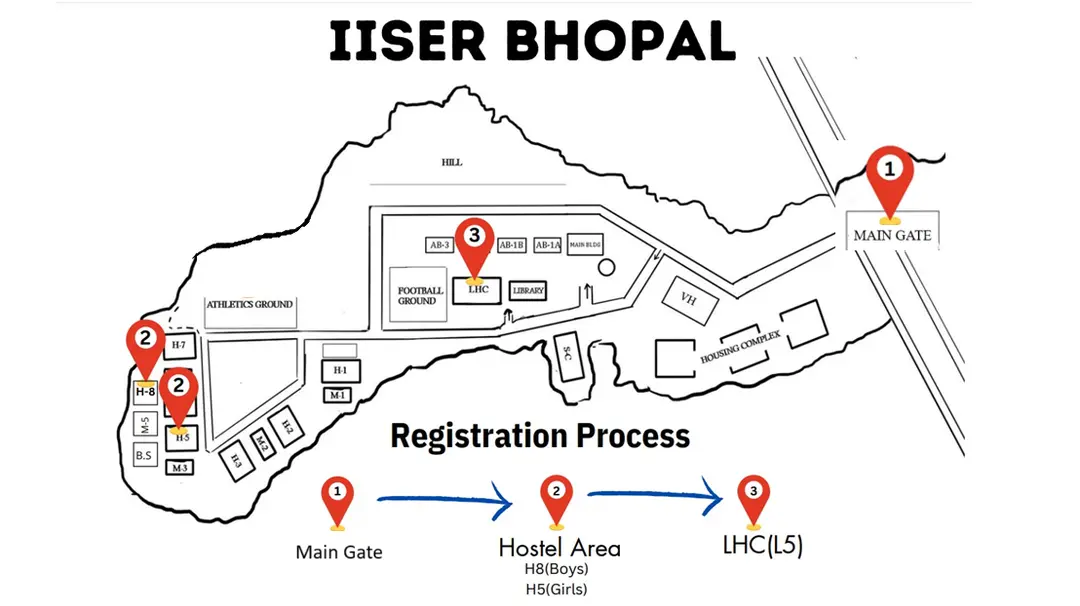 IISER BHOPAL
HILL
1
MAIN GATE
3
AB-3
AB-1B
AB-1A
MAIN BLDG
FOOTBALL
GROUND
LHC
LIBRARY
VH
HOUSING COMPLEX
ATHLETICS GROUND
S-C
2
H-7
H-8
2
H-1
M-1
M-5
H-5
H-2
M-2
H-3
B.S
M-3
Registration Process
1
2
3
Main Gate
Hostel Area
H8(Boys)
H5(Girls)
LHC(L5)